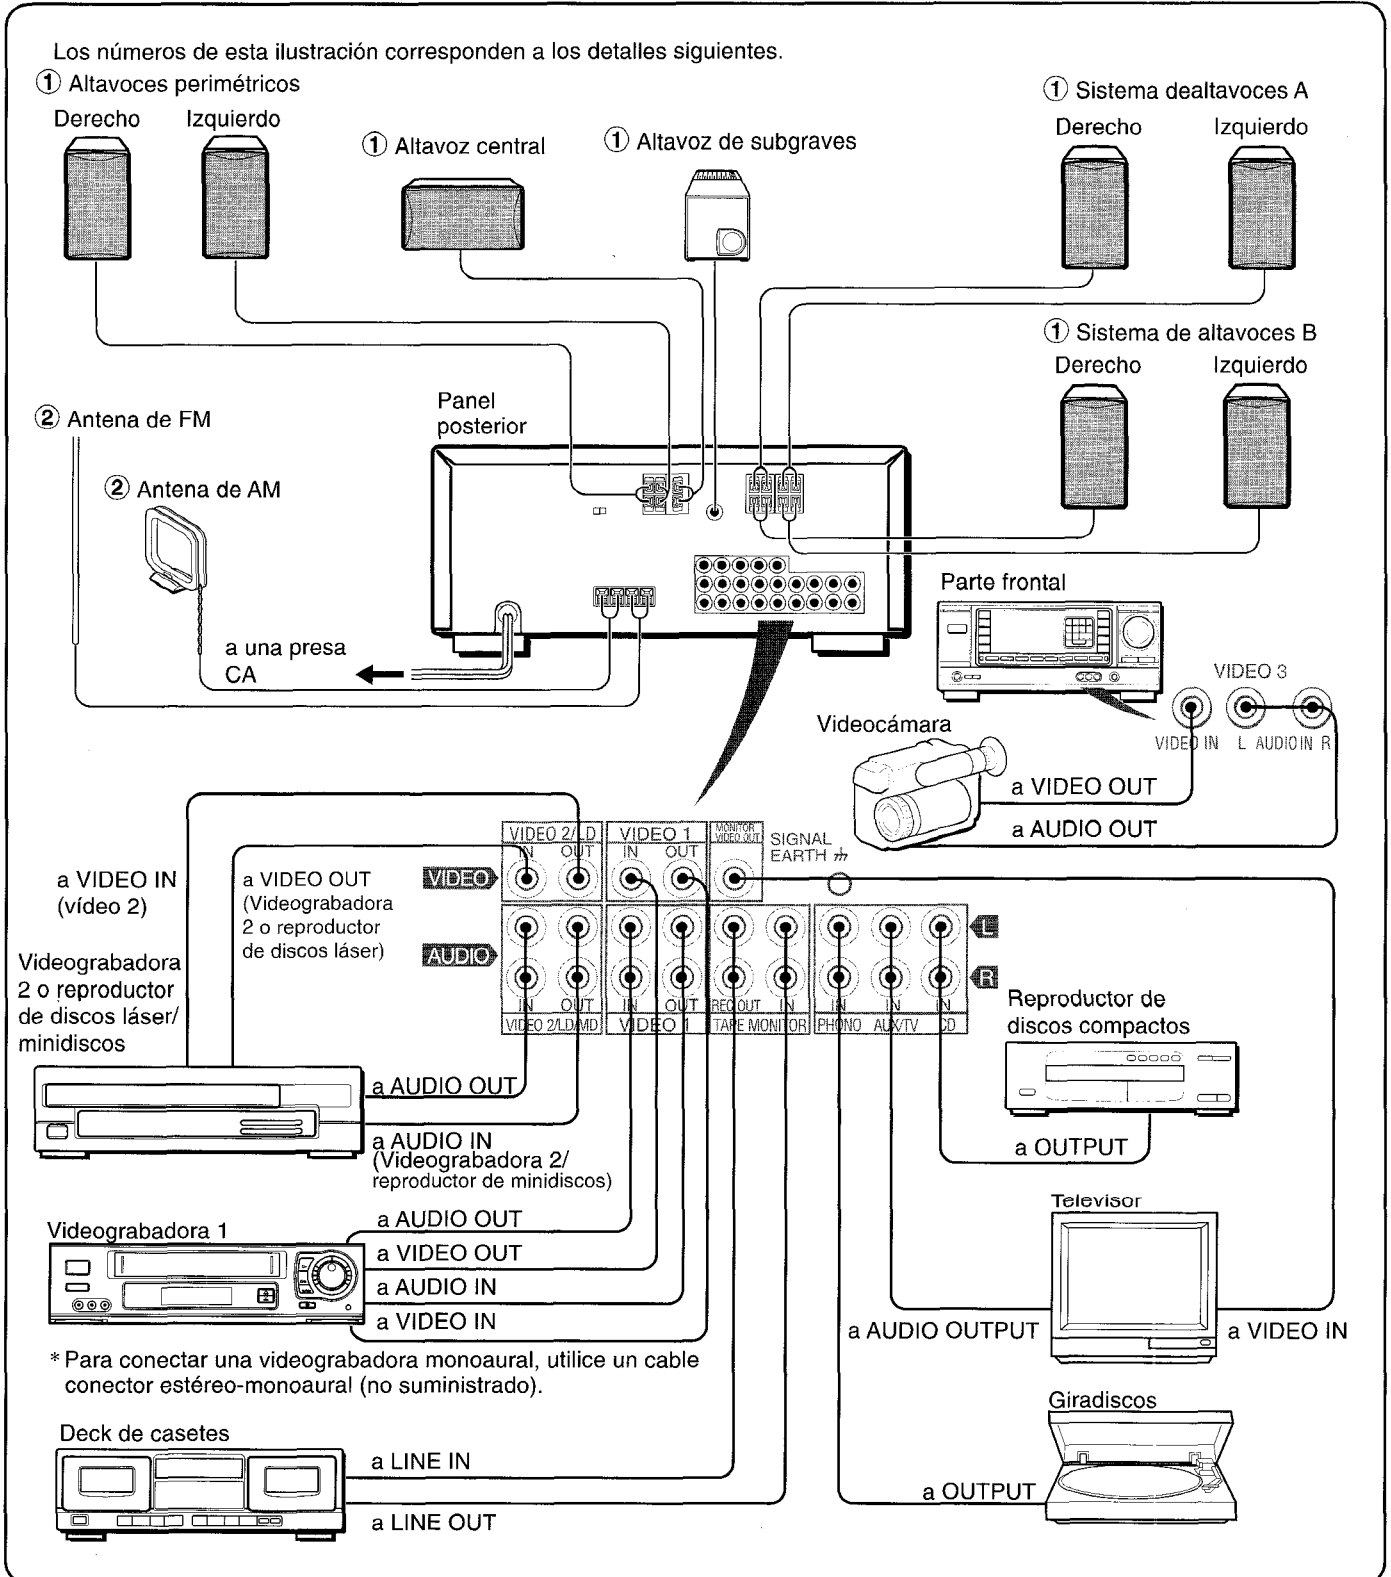 Los números de esta ilustración corresponden a los detalles siguientes.
① Altavoces perimétricos
Derecho
Izquierdo
① Altavoz central
① Altavoz de subgraves
① Sistema dealtavoces A
Derecho
Izquierdo
① Sistema de altavoces B
Derecho
Izquierdo
② Antena de FM
② Antena de AM
Panel
posterior
a una presa
CA
Parte frontal
VIDEO 3
VIDEO IN L AUDIO IN R
Videocámara
a VIDEO OUT
a AUDIO OUT
VIDEO 2/LD
IN OUT
VIDEO 1
IN OUT
MONITOR
VIDEO OUT
SIGNAL
EARTH
VIDEO
AUDIO
L
R
IN OUT
VIDEO 2/LD/MD
IN OUT
VIDEO 1
REC OUT IN
TAPE MONITOR
IN IN IN
PHONO AUX/TV CD
a VIDEO IN
(vídeo 2)
a VIDEO OUT
(Videograbadora
2 o reproductor
de discos láser)
Videograbadora
2 o reproductor
de discos láser/
minidiscos
a AUDIO OUT
a AUDIO IN
(Videograbadora 2/
reproductor de minidiscos)
Reproductor de
discos compactos
a OUTPUT
Videograbadora 1
a AUDIO OUT
a VIDEO OUT
a AUDIO IN
a VIDEO IN
Televisor
a AUDIO OUTPUT
a VIDEO IN
* Para conectar una videograbadora monoaural, utilice un cable
conector estéreo-monoaural (no suministrado).
Deck de casetes
a LINE IN
a LINE OUT
Giradiscos
a OUTPUT